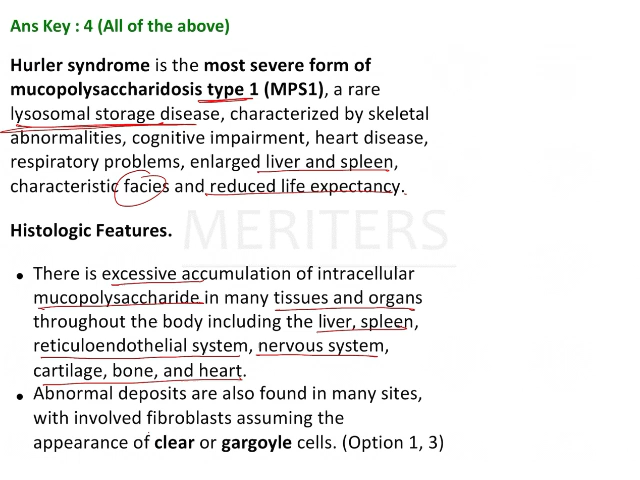 Ans Key : 4 (All of the above)
Hurler syndrome is the most severe form of
mucopolysaccharidosis type 1 (MPS1), a rare
lysosomal storage disease, characterized by skeletal
abnormalities, cognitive impairment, heart disease,
respiratory problems, enlarged liver and spleen,
characteristic facies and reduced life expectancy.
MERITERS
Histologic Features.
• There is excessive accumulation of intracellular
mucopolysaccharide in many tissues and organs
throughout the body including the liver, spleen,
reticuloendothelial system, nervous system,
cartilage, bone, and heart.
• Abnormal deposits are also found in many sites,
with involved fibroblasts assuming the
appearance of clear or gargoyle cells. (Option 1, 3)